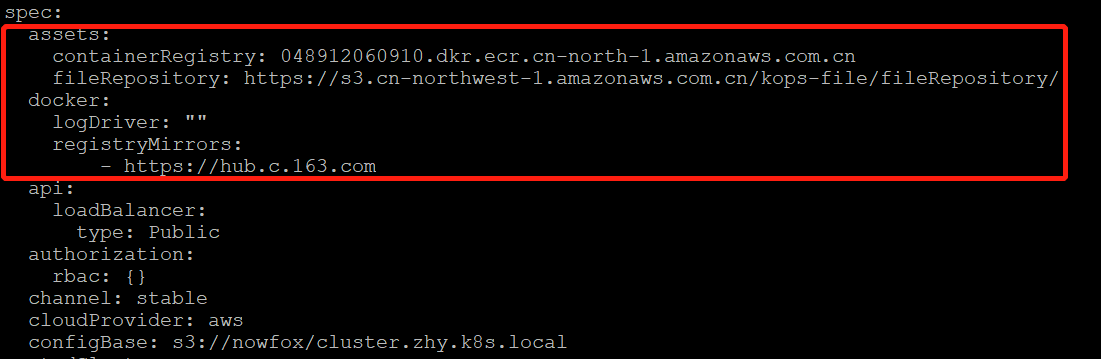 spec:
  assets:
    containerRegistry: 048912060910.dkr.ecr.cn-north-1.amazonaws.com.cn
    fileRepository: https://s3.cn-northwest-1.amazonaws.com.cn/kops-file/fileRepository/
  docker:
    logDriver: ""
    registryMirrors:
        - https://hub.c.163.com
  api:
    loadBalancer:
      type: Public
  authorization:
    rbac: {}
  channel: stable
  cloudProvider: aws
  configBase: s3://nowfox/cluster.zhy.k8s.local